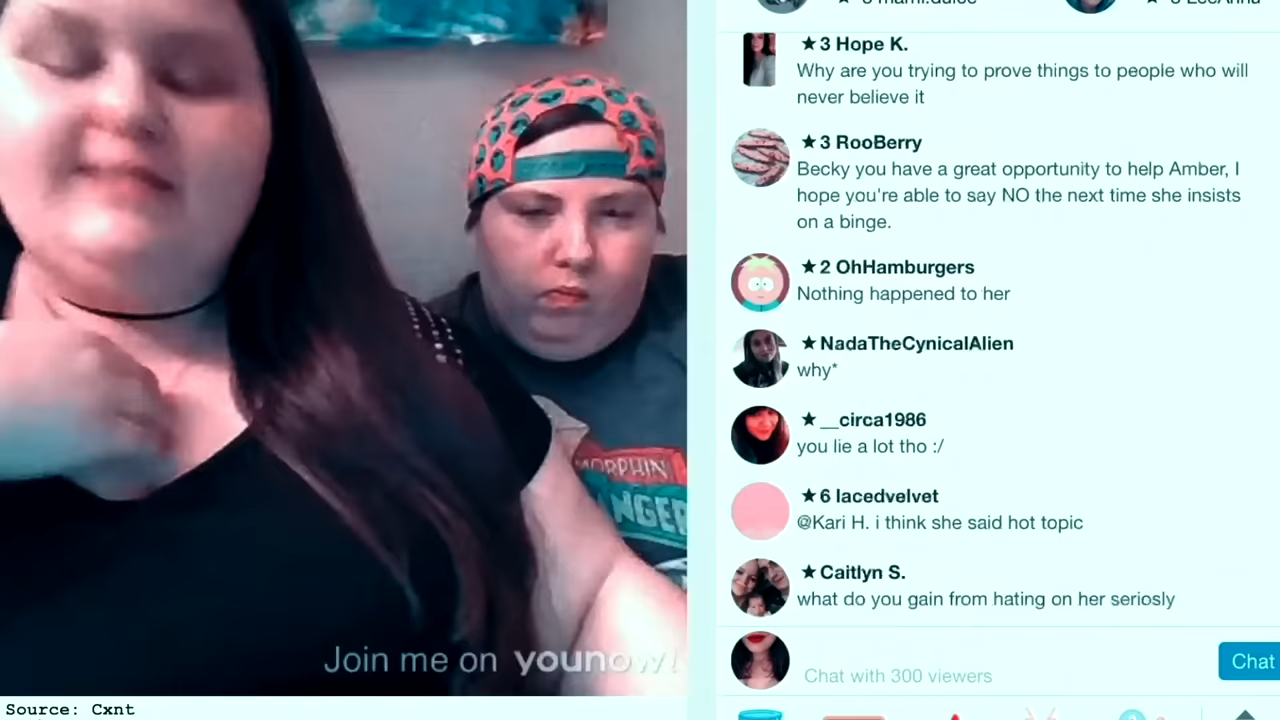 ★ 3 Hope K.
Why are you trying to prove things to people who will
never believe it
★ 3 RooBerry
Becky you have a great opportunity to help Amber, I
hope you're able to say NO the next time she insists
on a binge.
★ 2 OhHamburgers
Nothing happened to her
★ NadaTheCynicalAlien
why*
★ __circa1986
you lie a lot tho :/
★ 6 lacedvelvet
@Kari H. i think she said hot topic
★ Caitlyn S.
what do you gain from hating on her seriosly
Chat with 300 viewers
Chat
MORPHIN
ANGER
Join me on younow!
Source: Cxnt